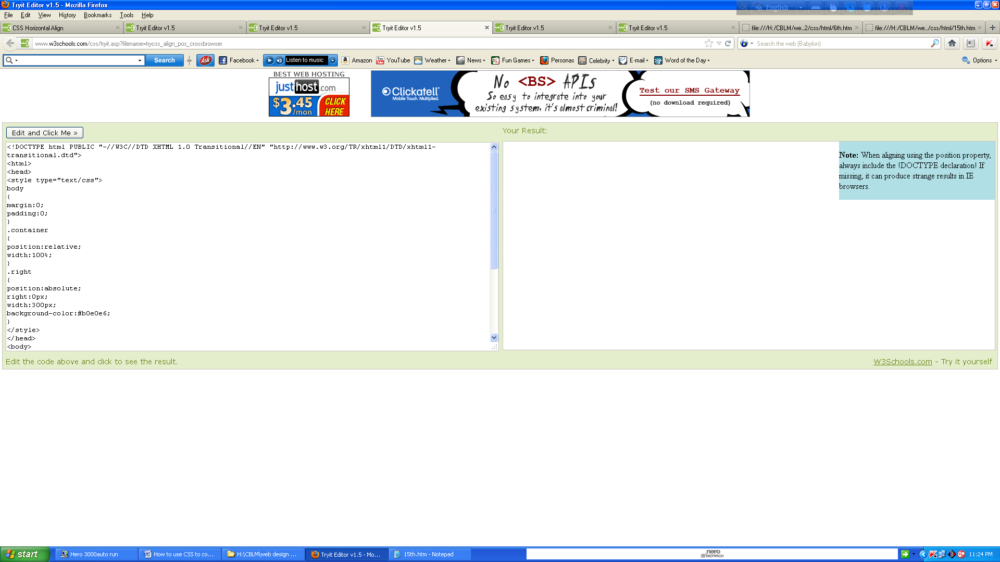 Tryit Editor v1.5 - Mozilla Firefox
English
File Edit View History Bookmarks Tools Help
CSS Horizontal Align
Tryit Editor v1.5
Tryit Editor v1.5
Tryit Editor v1.5
Tryit Editor v1.5
Tryit Editor v1.5
file:///H:/CBLM/we...2/css/html/6th.htm
file:///H:/CBLM/we.../css/html/15th.htm
www.w3schools.com/css/tryit.asp?filename=trycss_align_pos_crossbrowser
Search the web (Babylon)
Search
Ask
Facebook
Listen to music
Amazon
YouTube
Weather
News
Fun Games
Personas
Celebrity
E-mail
Word of the Day
Options
BEST WEB HOSTING
justhost.com
$3.45/mon
CLICK HERE
Clickatell
Mobile Touch. Multiplied.
No <BS> APIs
So easy to integrate into your
existing system, it's almost criminal!
Test our SMS Gateway
(no download required)
Edit and Click Me »
Your Result:
<!DOCTYPE html PUBLIC "-//W3C//DTD XHTML 1.0 Transitional//EN" "http://www.w3.org/TR/xhtml1/DTD/xhtml1-
transitional.dtd">
<html>
<head>
<style type="text/css">
body
{
margin:0;
padding:0;
}
.container
{
position:relative;
width:100%;
}
.right
{
position:absolute;
right:0px;
width:300px;
background-color:#b0e0e6;
}
</style>
</head>
<body>
Note: When aligning using the position property,
always include the !DOCTYPE declaration! If
missing, it can produce strange results in IE
browsers.
Edit the code above and click to see the result.
W3Schools.com - Try it yourself
start
Hero 3000auto run
How to use CSS to co...
H:\CBLM\web design ...
Tryit Editor v1.5 - Mo...
15th.htm - Notepad
nero
SEARCH
11:24 PM